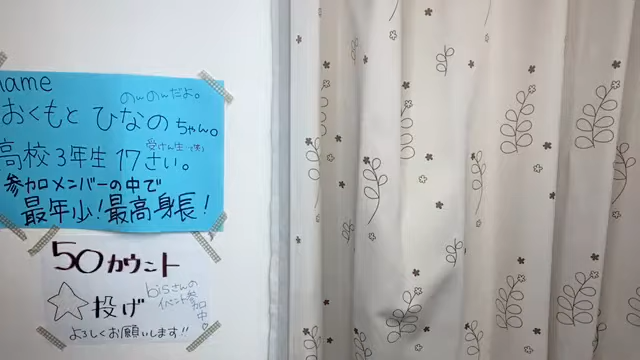 name
のんのんだよ。
おくもと ひなのちゃん。
高校3年生 17さい。
受さん生(笑)
参加メンバーの中で
最年少!最高身長!
50カウント
☆投げ
bisさんの
イベント参加中
よろしくお願いします!!